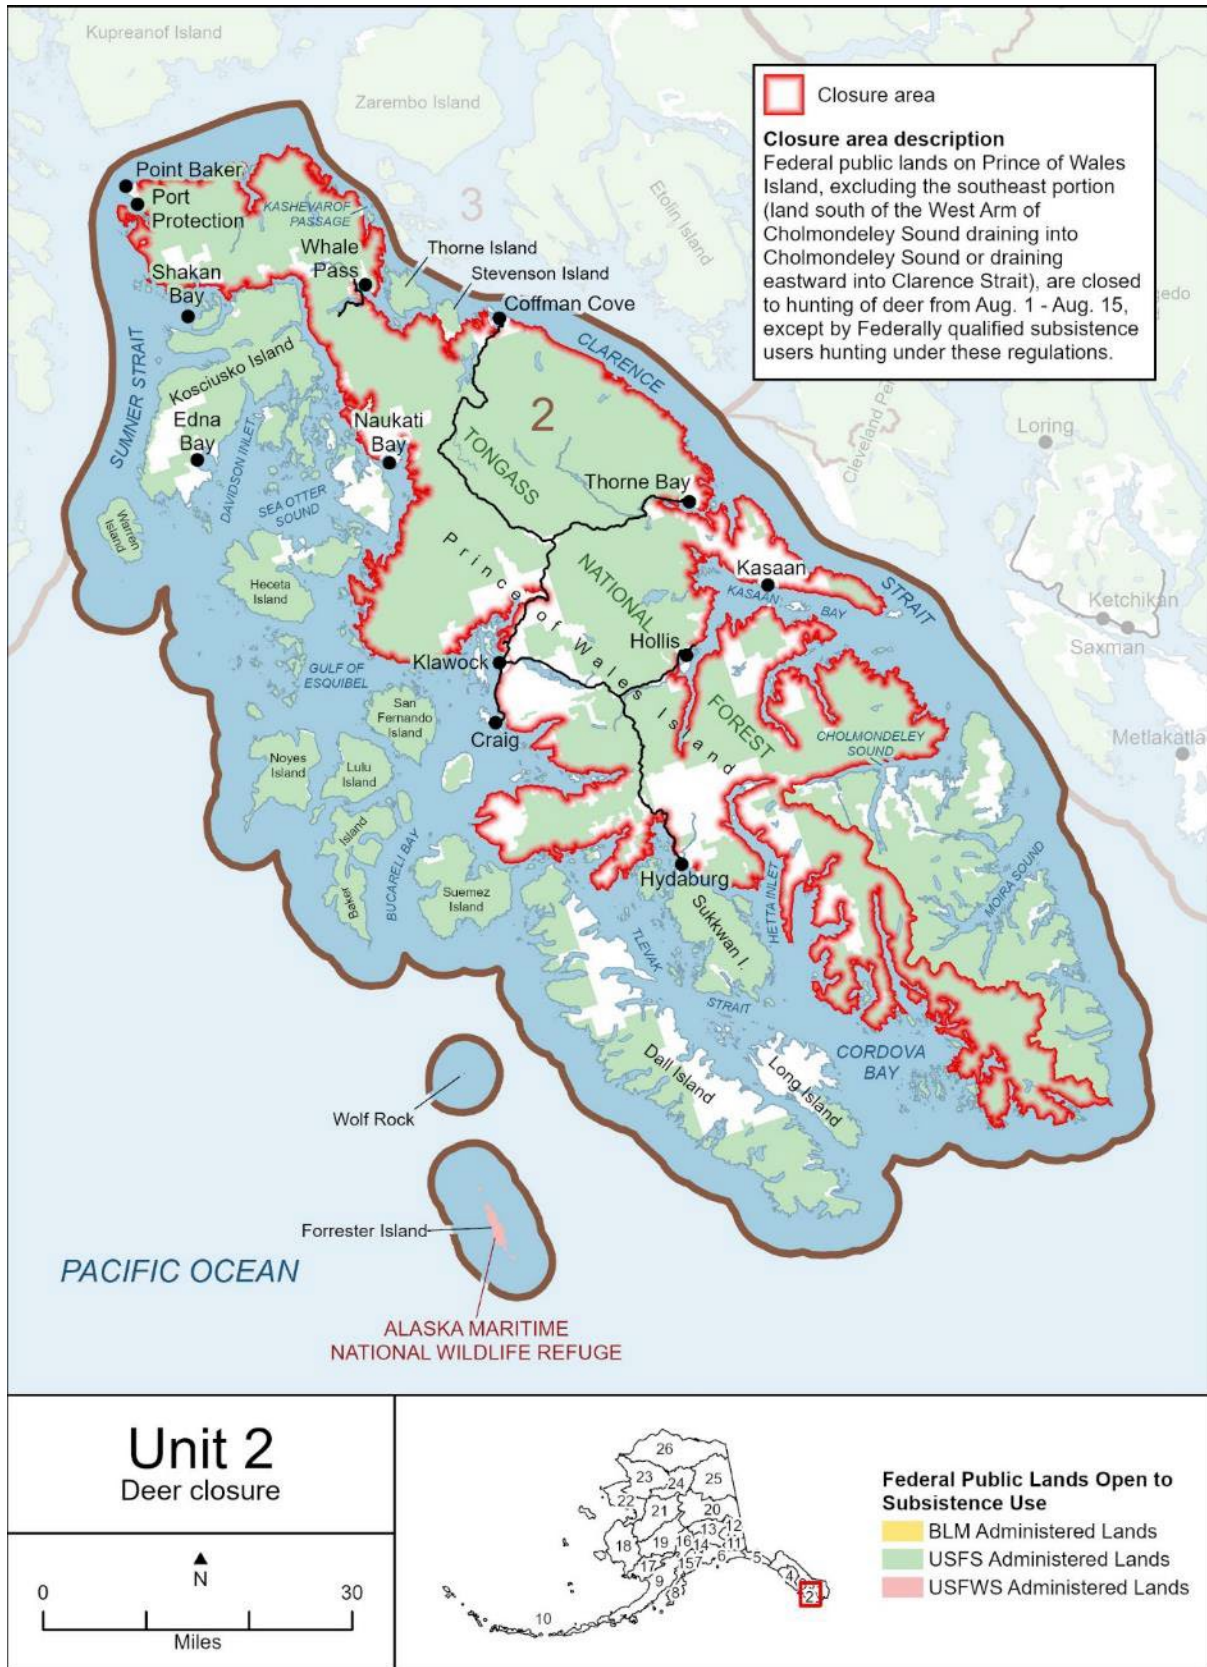 Kupreanof Island
Zarembo Island
Etolin Island
3
Closure area
Closure area description
Federal public lands on Prince of Wales
Island, excluding the southeast portion
(land south of the West Arm of
Cholmondeley Sound draining into
Cholmondeley Sound or draining
eastward into Clarence Strait), are closed
to hunting of deer from Aug. 1 - Aug. 15,
except by Federally qualified subsistence
users hunting under these regulations.
Point Baker
Port
Protection
KASHEVAROF
PASSAGE
Whale
Pass
Thorne Island
Stevenson Island
Shakan
Bay
Coffman Cove
CLARENCE
STRAIT
SUMNER STRAIT
Kosciusko Island
Edna
Bay
DAVIDSON INLET
SEA OTTER
SOUND
Naukati
Bay
2
TONGASS
NATIONAL
FOREST
Prince of Wales Island
Thorne Bay
Loring
Warren
Island
Heceta
Island
Kasaan
KASAAN
BAY
Ketchikan
Saxman
Hollis
Klawock
GULF OF
ESQUIBEL
San
Fernando
Island
Craig
CHOLMONDELEY
SOUND
Metlakatla
Noyes
Island
Lulu
Island
Baker
Island
BUCARELI BAY
Suemez
Island
Hydaburg
HETTA INLET
MOIRA SOUND
Sukkwan I.
TLEVAK
STRAIT
CORDOVA
BAY
Dall Island
Long Island
Wolf Rock
Forrester Island
PACIFIC OCEAN
ALASKA MARITIME
NATIONAL WILDLIFE REFUGE
Unit 2
Deer closure
N
0 30
Miles
26
23
24
25
22
21
20
18
19
16
13
12
14
11
17
15
7
6
5
9
8
4
2
10
Federal Public Lands Open to
Subsistence Use
BLM Administered Lands
USFS Administered Lands
USFWS Administered Lands